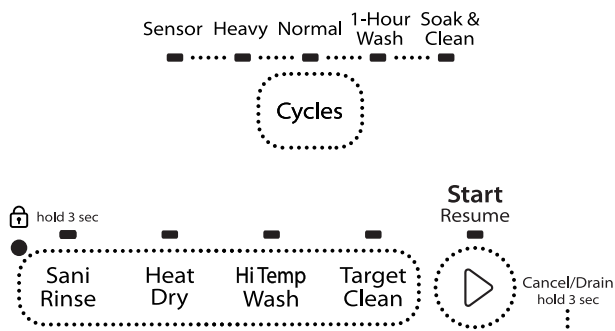 Sensor Heavy Normal 1-Hour Wash Soak & Clean
Cycles
hold 3 sec
Sani Rinse
Heat Dry
Hi Temp Wash
Target Clean
Start
Resume
Cancel/Drain
hold 3 sec